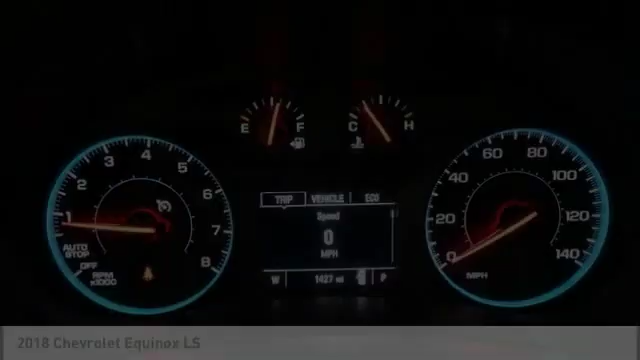 E F
C H
1 2 3 4 5 6 7 8
AUTO STOP
OFF
RPM x1000
TRIP VEHICLE ECO
Speed
0
MPH
W 1427 mi P
0 20 40 60 80 100 120 140
MPH
2018 Chevrolet Equinox LS